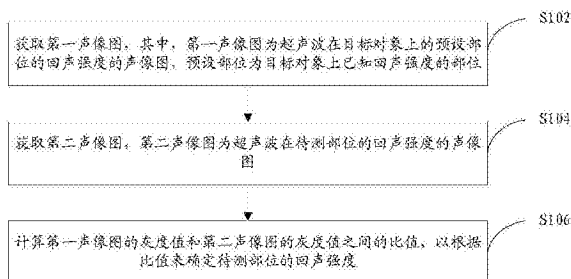 S102
获取第一声像图，其中，第一声像图为超声波在目标对象上的预设部
位的回声强度的声像图，预设部位为目标对象上已知回声强度的部位
S104
获取第二声像图，第二声像图为超声波在待测部位的回声强度的声像
图
S106
计算第一声像图的灰度值和第二声像图的灰度值之间的比值，以根据
比值来确定待测部位的回声强度